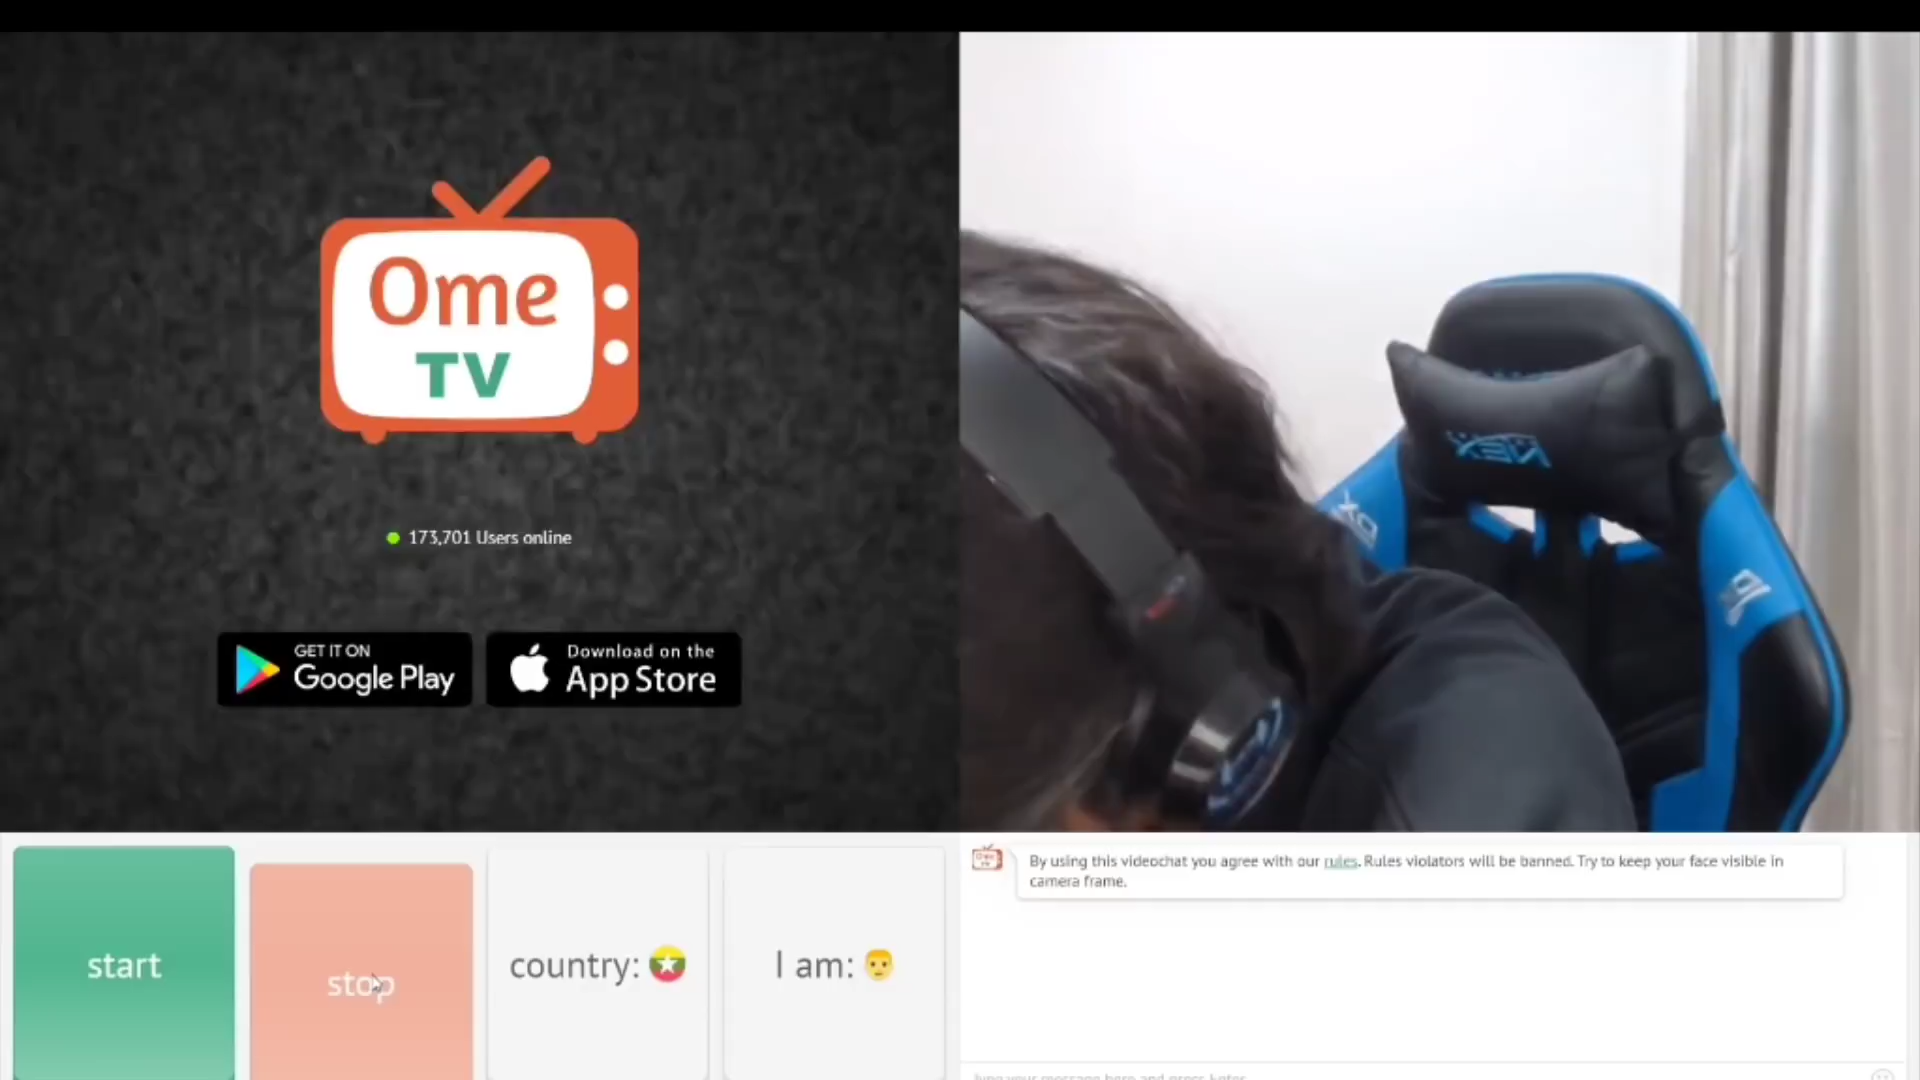 Ome
TV
173,701 Users online
GET IT ON
Google Play
Download on the
App Store
start
stop
country:
I am:
By using this videochat you agree with our rules. Rules violators will be banned. Try to keep your face visible in
camera frame.